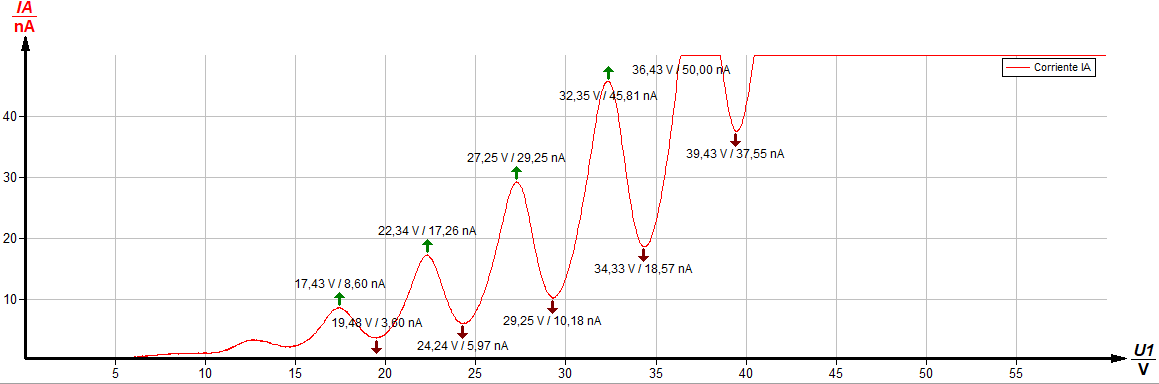 IA
nA
36,43 V / 50,00 nA
Corriente IA
32,35 V / 45,81 nA
40
39,43 V / 37,55 nA
27,25 V / 29,25 nA
30
22,34 V / 17,26 nA
20
34,33 V / 18,57 nA
17,43 V / 8,60 nA
10
19,48 V / 3,60 nA
29,25 V / 10,18 nA
24,24 V / 5,97 nA
U1
V
5 10 15 20 25 30 35 40 45 50 55